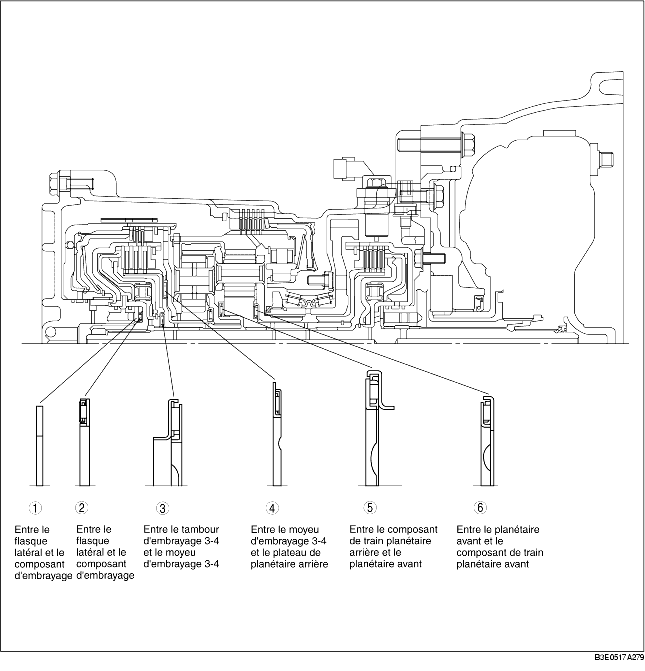 1
Entre le
flasque
latéral et le
composant
d'embrayage
2
Entre le
flasque
latéral et le
composant
d'embrayage
3
Entre le tambour
d'embrayage 3-4
et le moyeu
d'embrayage 3-4
4
Entre le moyeu
d'embrayage 3-4
et le plateau de
planétaire arrière
5
Entre le composant
de train planétaire
arrière et le
planétaire avant
6
Entre le planétaire
avant et le
composant de train
planétaire avant
B3E0517A279